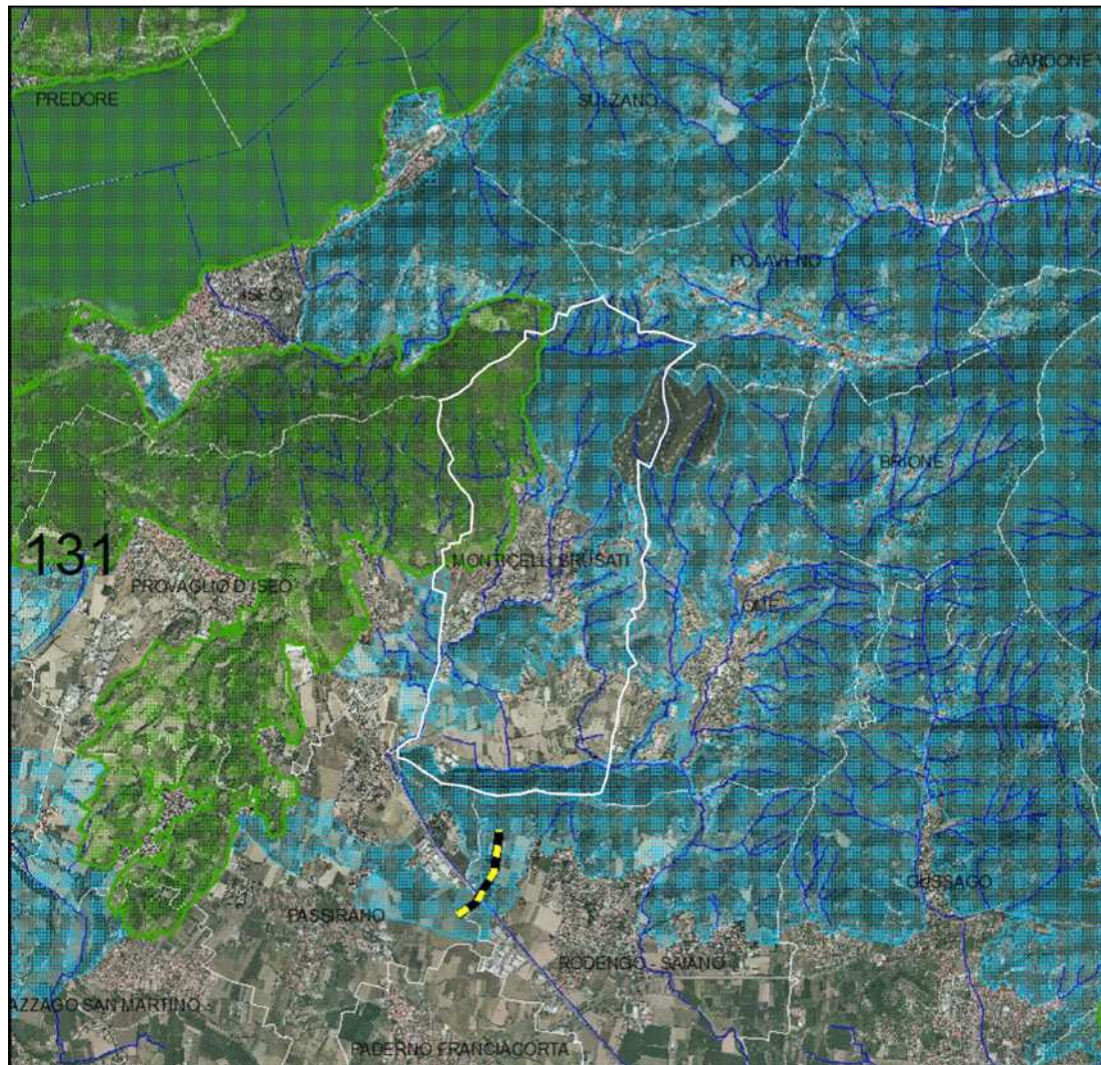 PREDORE
SULZANO
GARDONE V
POLAVENO
ISEO
BRIONE
131
PROVAGLIO D'ISEO
MONTICELLI BRUSATI
OME
GUSSAGO
PASSIRANO
RODENGO - SAIANO
AZZAGO SAN MARTINO
PADERNO FRANCIACORTA